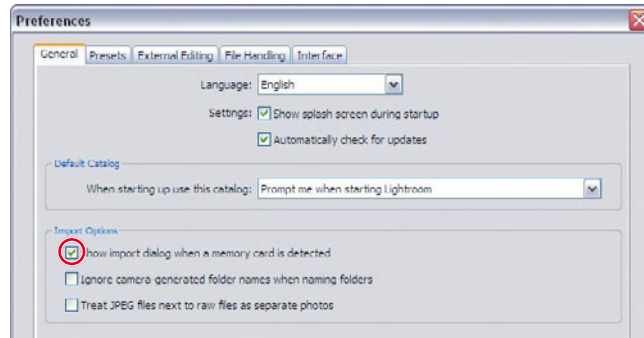 Preferences
General Presets External Editing File Handling Interface
Language: English
Settings: Show splash screen during startup
Automatically check for updates
Default Catalog
When starting up use this catalog: Prompt me when starting Lightroom
Import Options
Show import dialog when a memory card is detected
Ignore camera-generated folder names when naming folders
Treat JPEG files next to raw files as separate photos